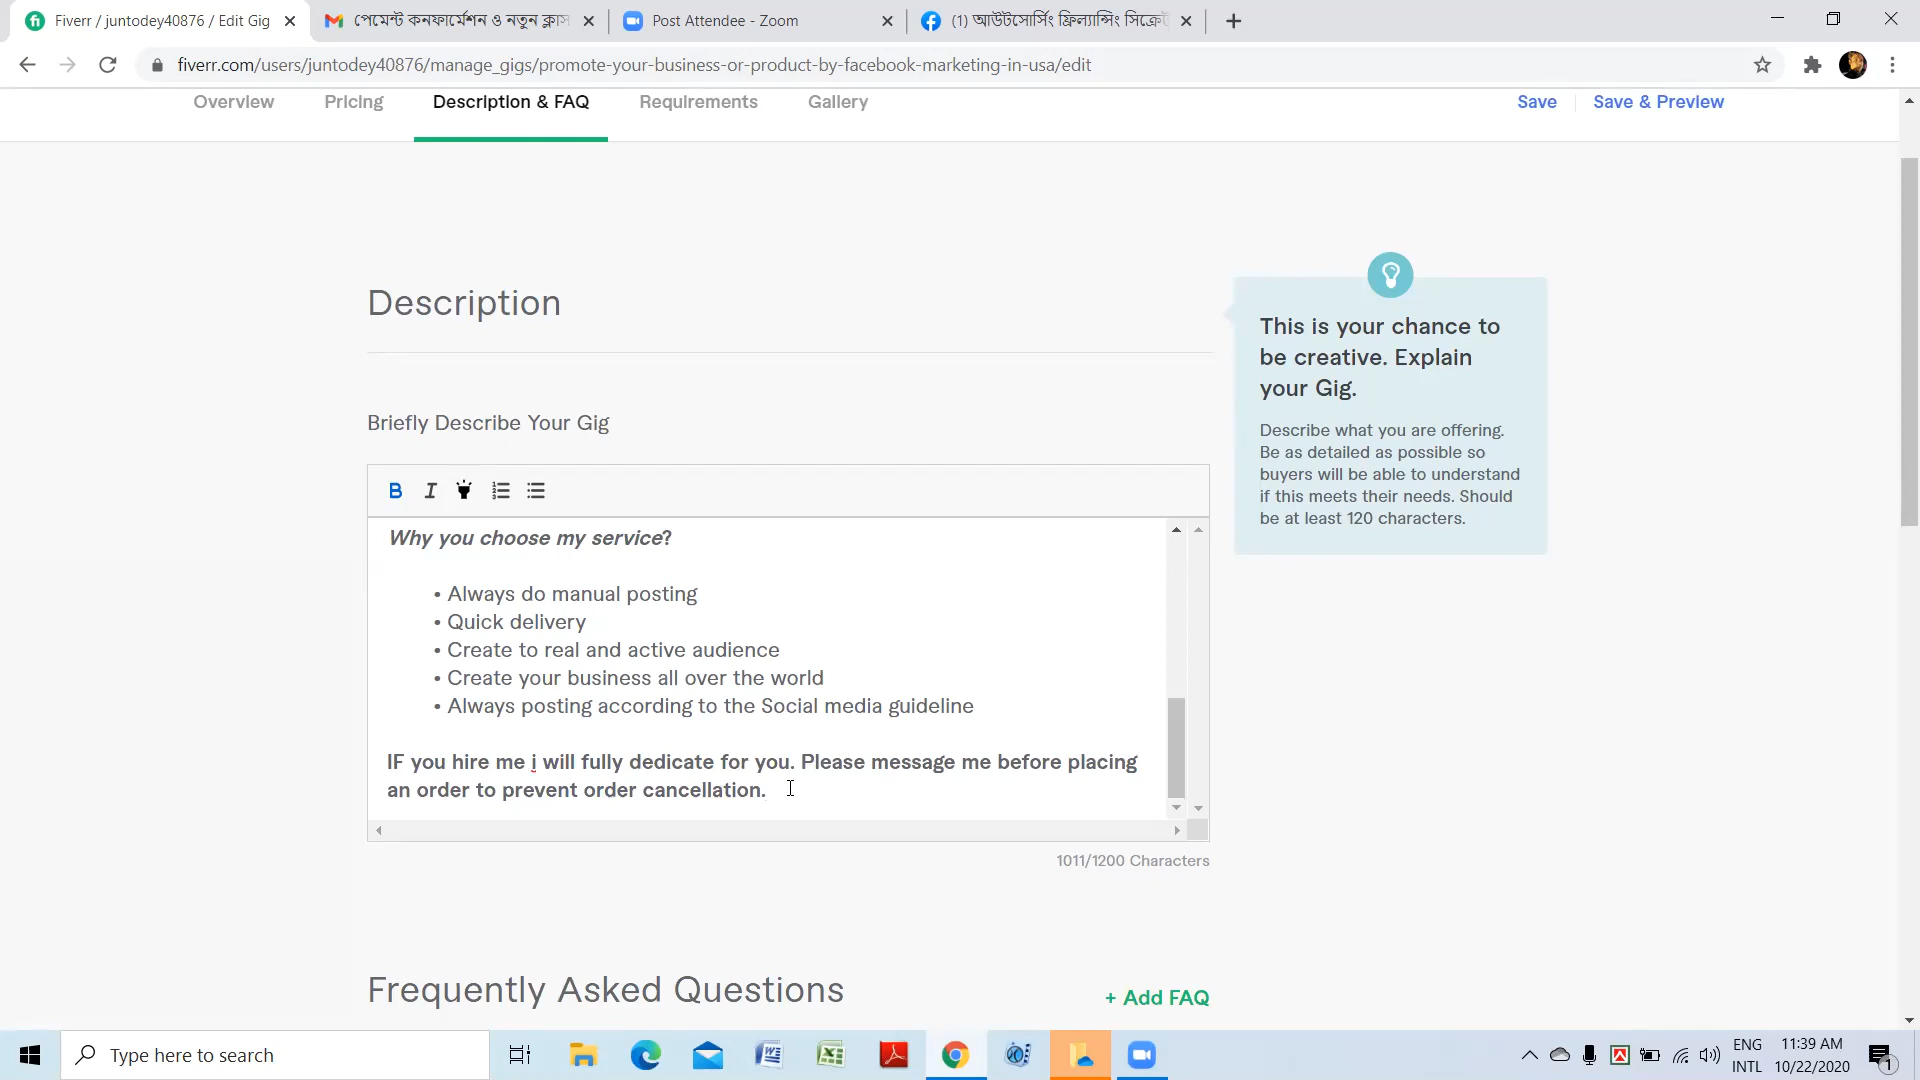 Fiverr / juntodey40876 / Edit Gig
পেমেন্ট কনফার্মেশন ও নতুন ক্লাস
Post Attendee - Zoom
(1) আউটসোর্সিং ফ্রিল্যান্সিং সিক্রেট
fiverr.com/users/juntodey40876/manage_gigs/promote-your-business-or-product-by-facebook-marketing-in-usa/edit
Overview
Pricing
Description & FAQ
Requirements
Gallery
Save
Save & Preview
Description
Briefly Describe Your Gig
B I
Why you choose my service?
• Always do manual posting
• Quick delivery
• Create to real and active audience
• Create your business all over the world
• Always posting according to the Social media guideline
IF you hire me i will fully dedicate for you. Please message me before placing
an order to prevent order cancellation.
1011/1200 Characters
This is your chance to
be creative. Explain
your Gig.
Describe what you are offering.
Be as detailed as possible so
buyers will be able to understand
if this meets their needs. Should
be at least 120 characters.
Frequently Asked Questions
+ Add FAQ
Type here to search
ENG
INTL
11:39 AM
10/22/2020
1